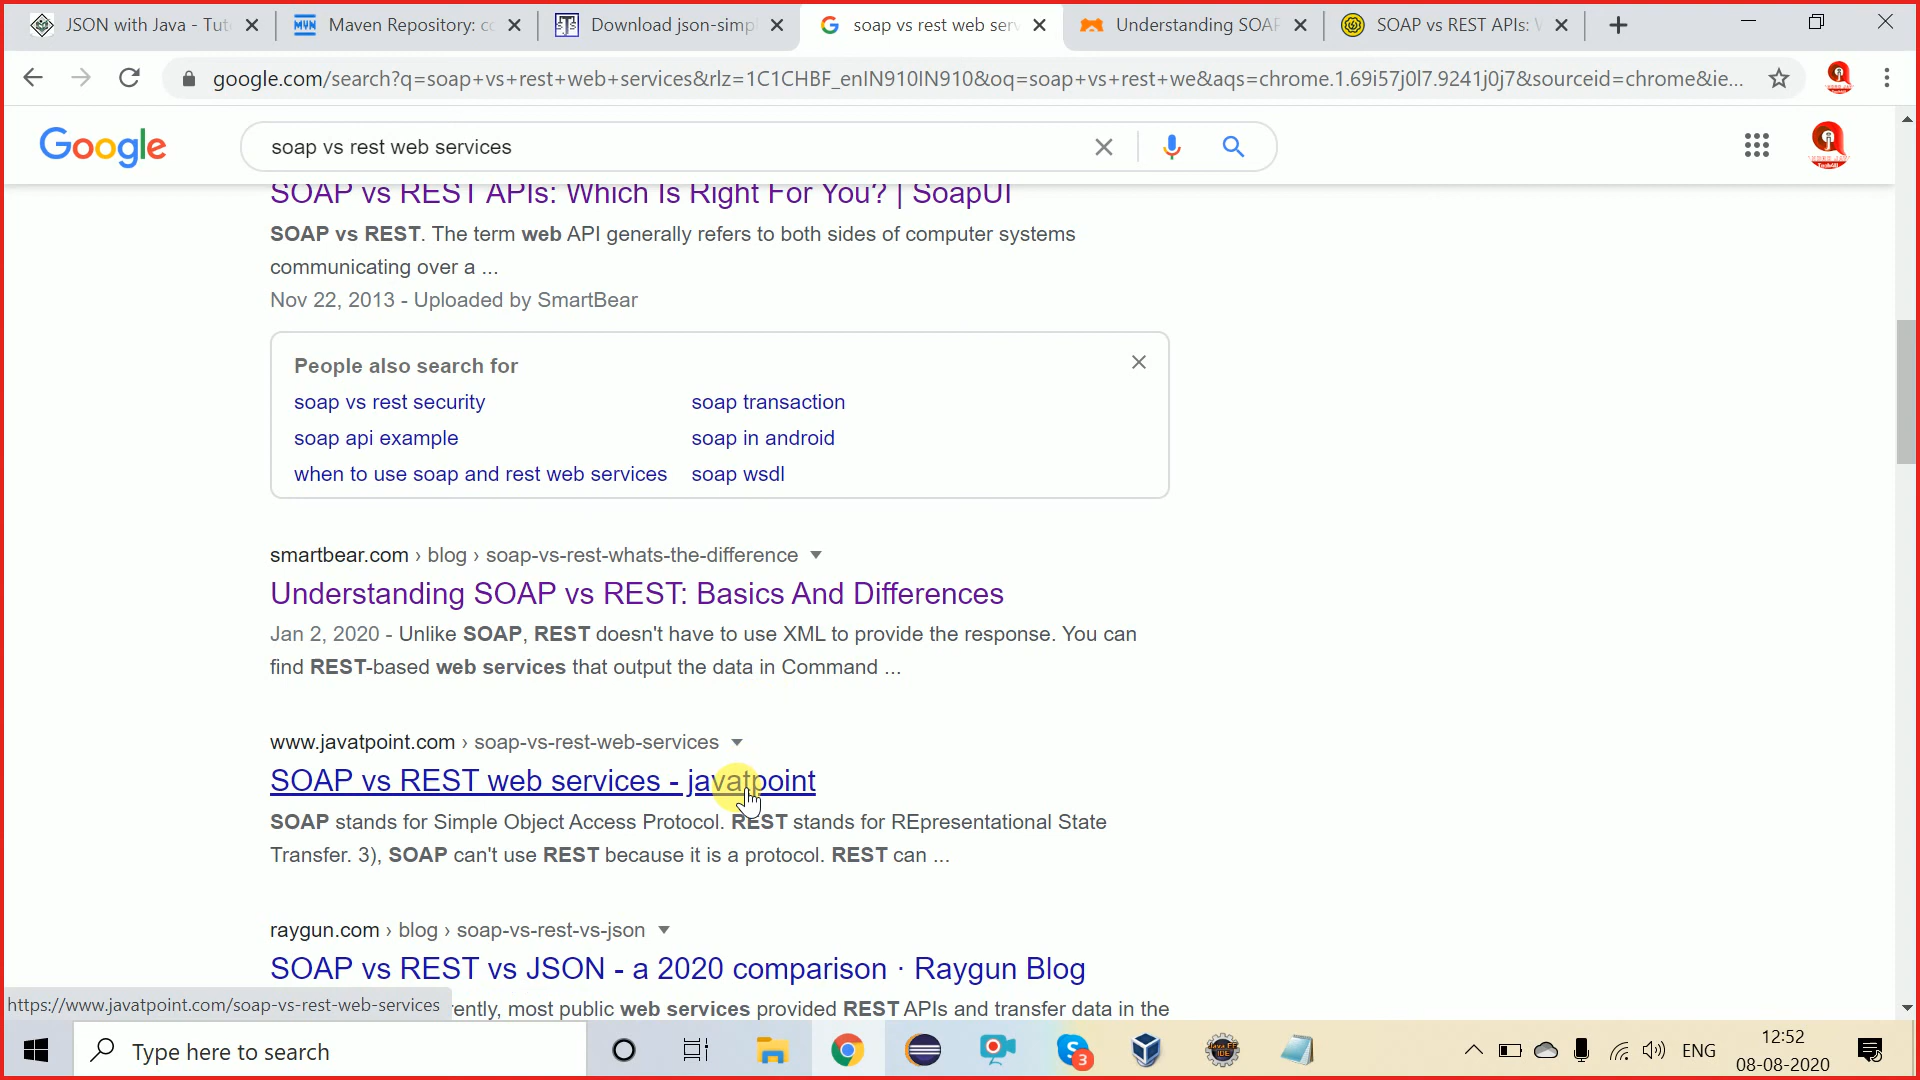 JSON with Java - Tut
Maven Repository: co
Download json-simp
soap vs rest web serv
Understanding SOAP
SOAP vs REST APIs: W
google.com/search?q=soap+vs+rest+web+services&rlz=1C1CHBF_enIN910IN910&oq=soap+vs+rest+we&aqs=chrome.1.69i57j0l7.9241j0j7&sourceid=chrome&ie...
Google
soap vs rest web services
SOAP vs REST APIs: Which Is Right For You? | SoapUI
SOAP vs REST. The term web API generally refers to both sides of computer systems
communicating over a ...
Nov 22, 2013 - Uploaded by SmartBear
People also search for
soap vs rest security
soap transaction
soap api example
soap in android
when to use soap and rest web services
soap wsdl
smartbear.com › blog › soap-vs-rest-whats-the-difference
Understanding SOAP vs REST: Basics And Differences
Jan 2, 2020 - Unlike SOAP, REST doesn't have to use XML to provide the response. You can
find REST-based web services that output the data in Command ...
www.javatpoint.com › soap-vs-rest-web-services
SOAP vs REST web services - javatpoint
SOAP stands for Simple Object Access Protocol. REST stands for REpresentational State
Transfer. 3), SOAP can't use REST because it is a protocol. REST can ...
raygun.com › blog › soap-vs-rest-vs-json
SOAP vs REST vs JSON - a 2020 comparison · Raygun Blog
https://www.javatpoint.com/soap-vs-rest-web-services
ently, most public web services provided REST APIs and transfer data in the
Type here to search
3
ENG
12:52
08-08-2020